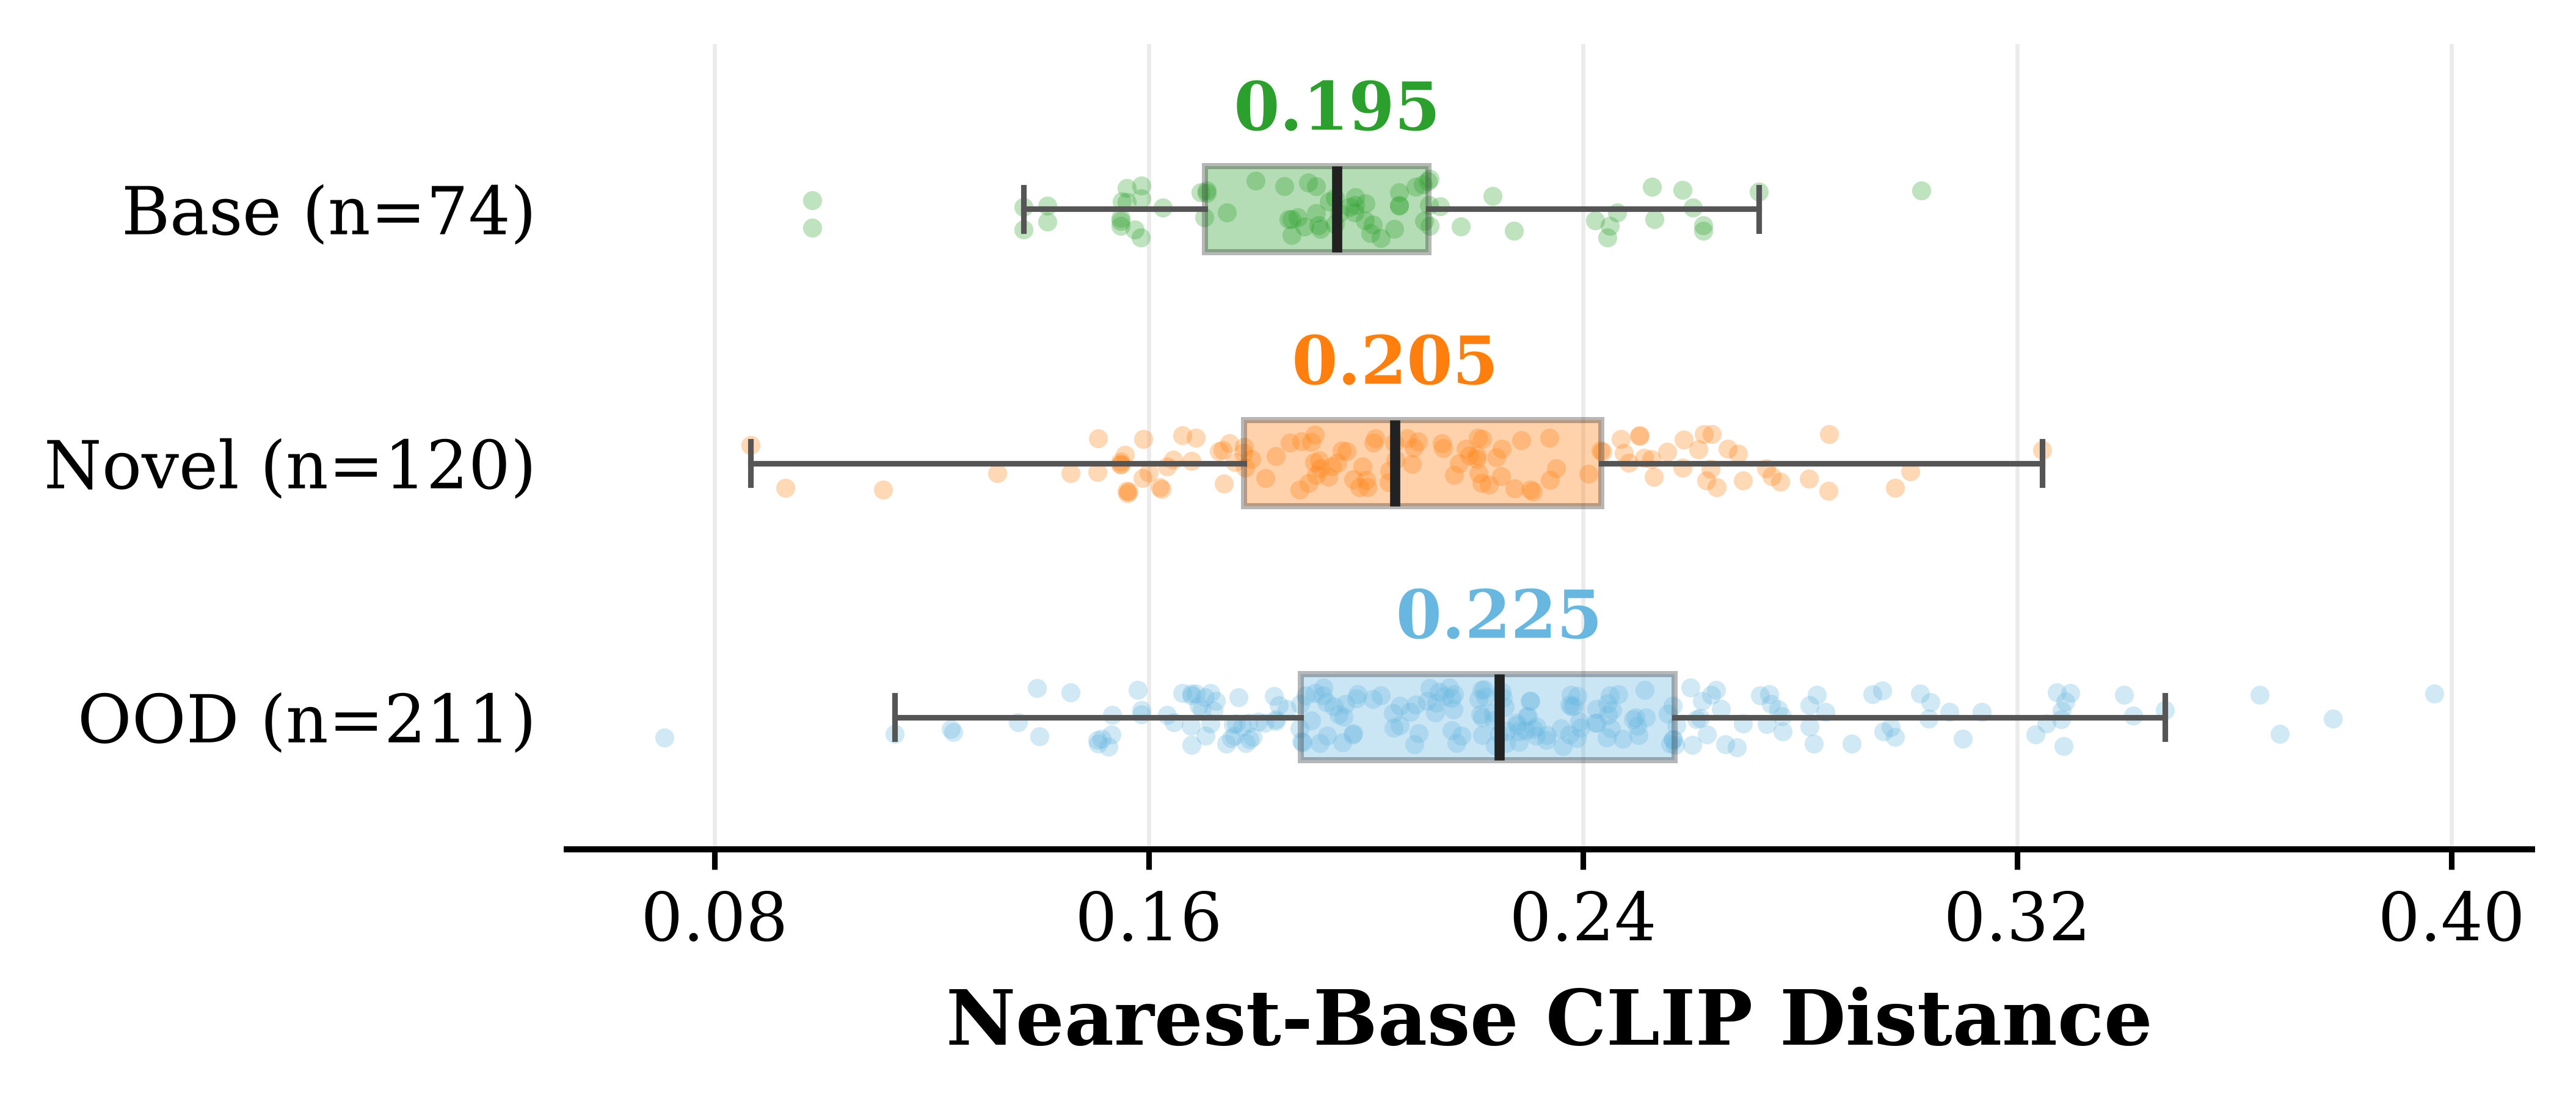 0.195
Base (n=74)
0.205
Novel (n=120)
0.225
OOD (n=211)
0.08 0.16 0.24 0.32 0.40
Nearest-Base CLIP Distance